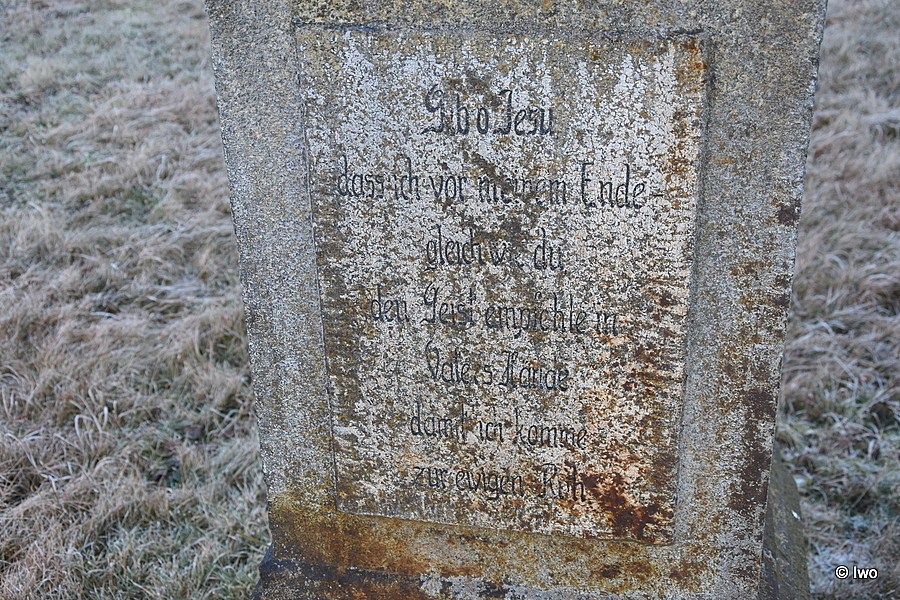 Gib o Jesu
dass ich vor meinem Ende
gleich wie du
den Geist empfehle in
Vaters Hände
damit ich komme
zur ewigen Ruh
© Iwo